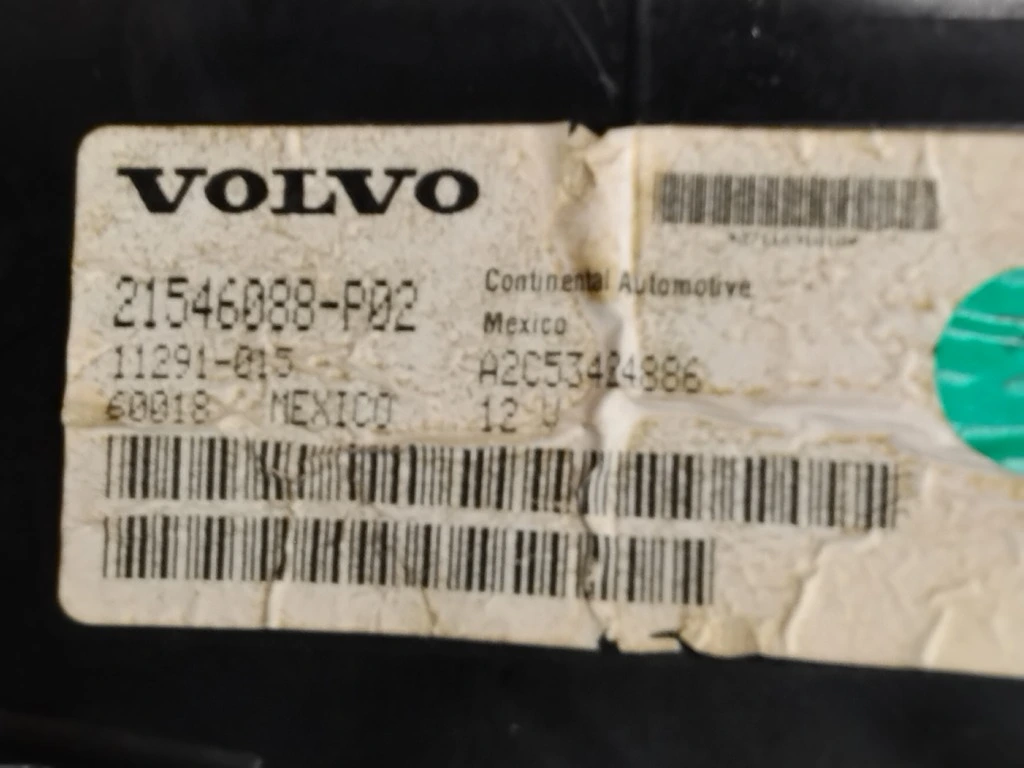 VOLVO
21546088-P02
Continental Automotive
Mexico
11291-015
A2C53424886
60018 MEXICO
12 V